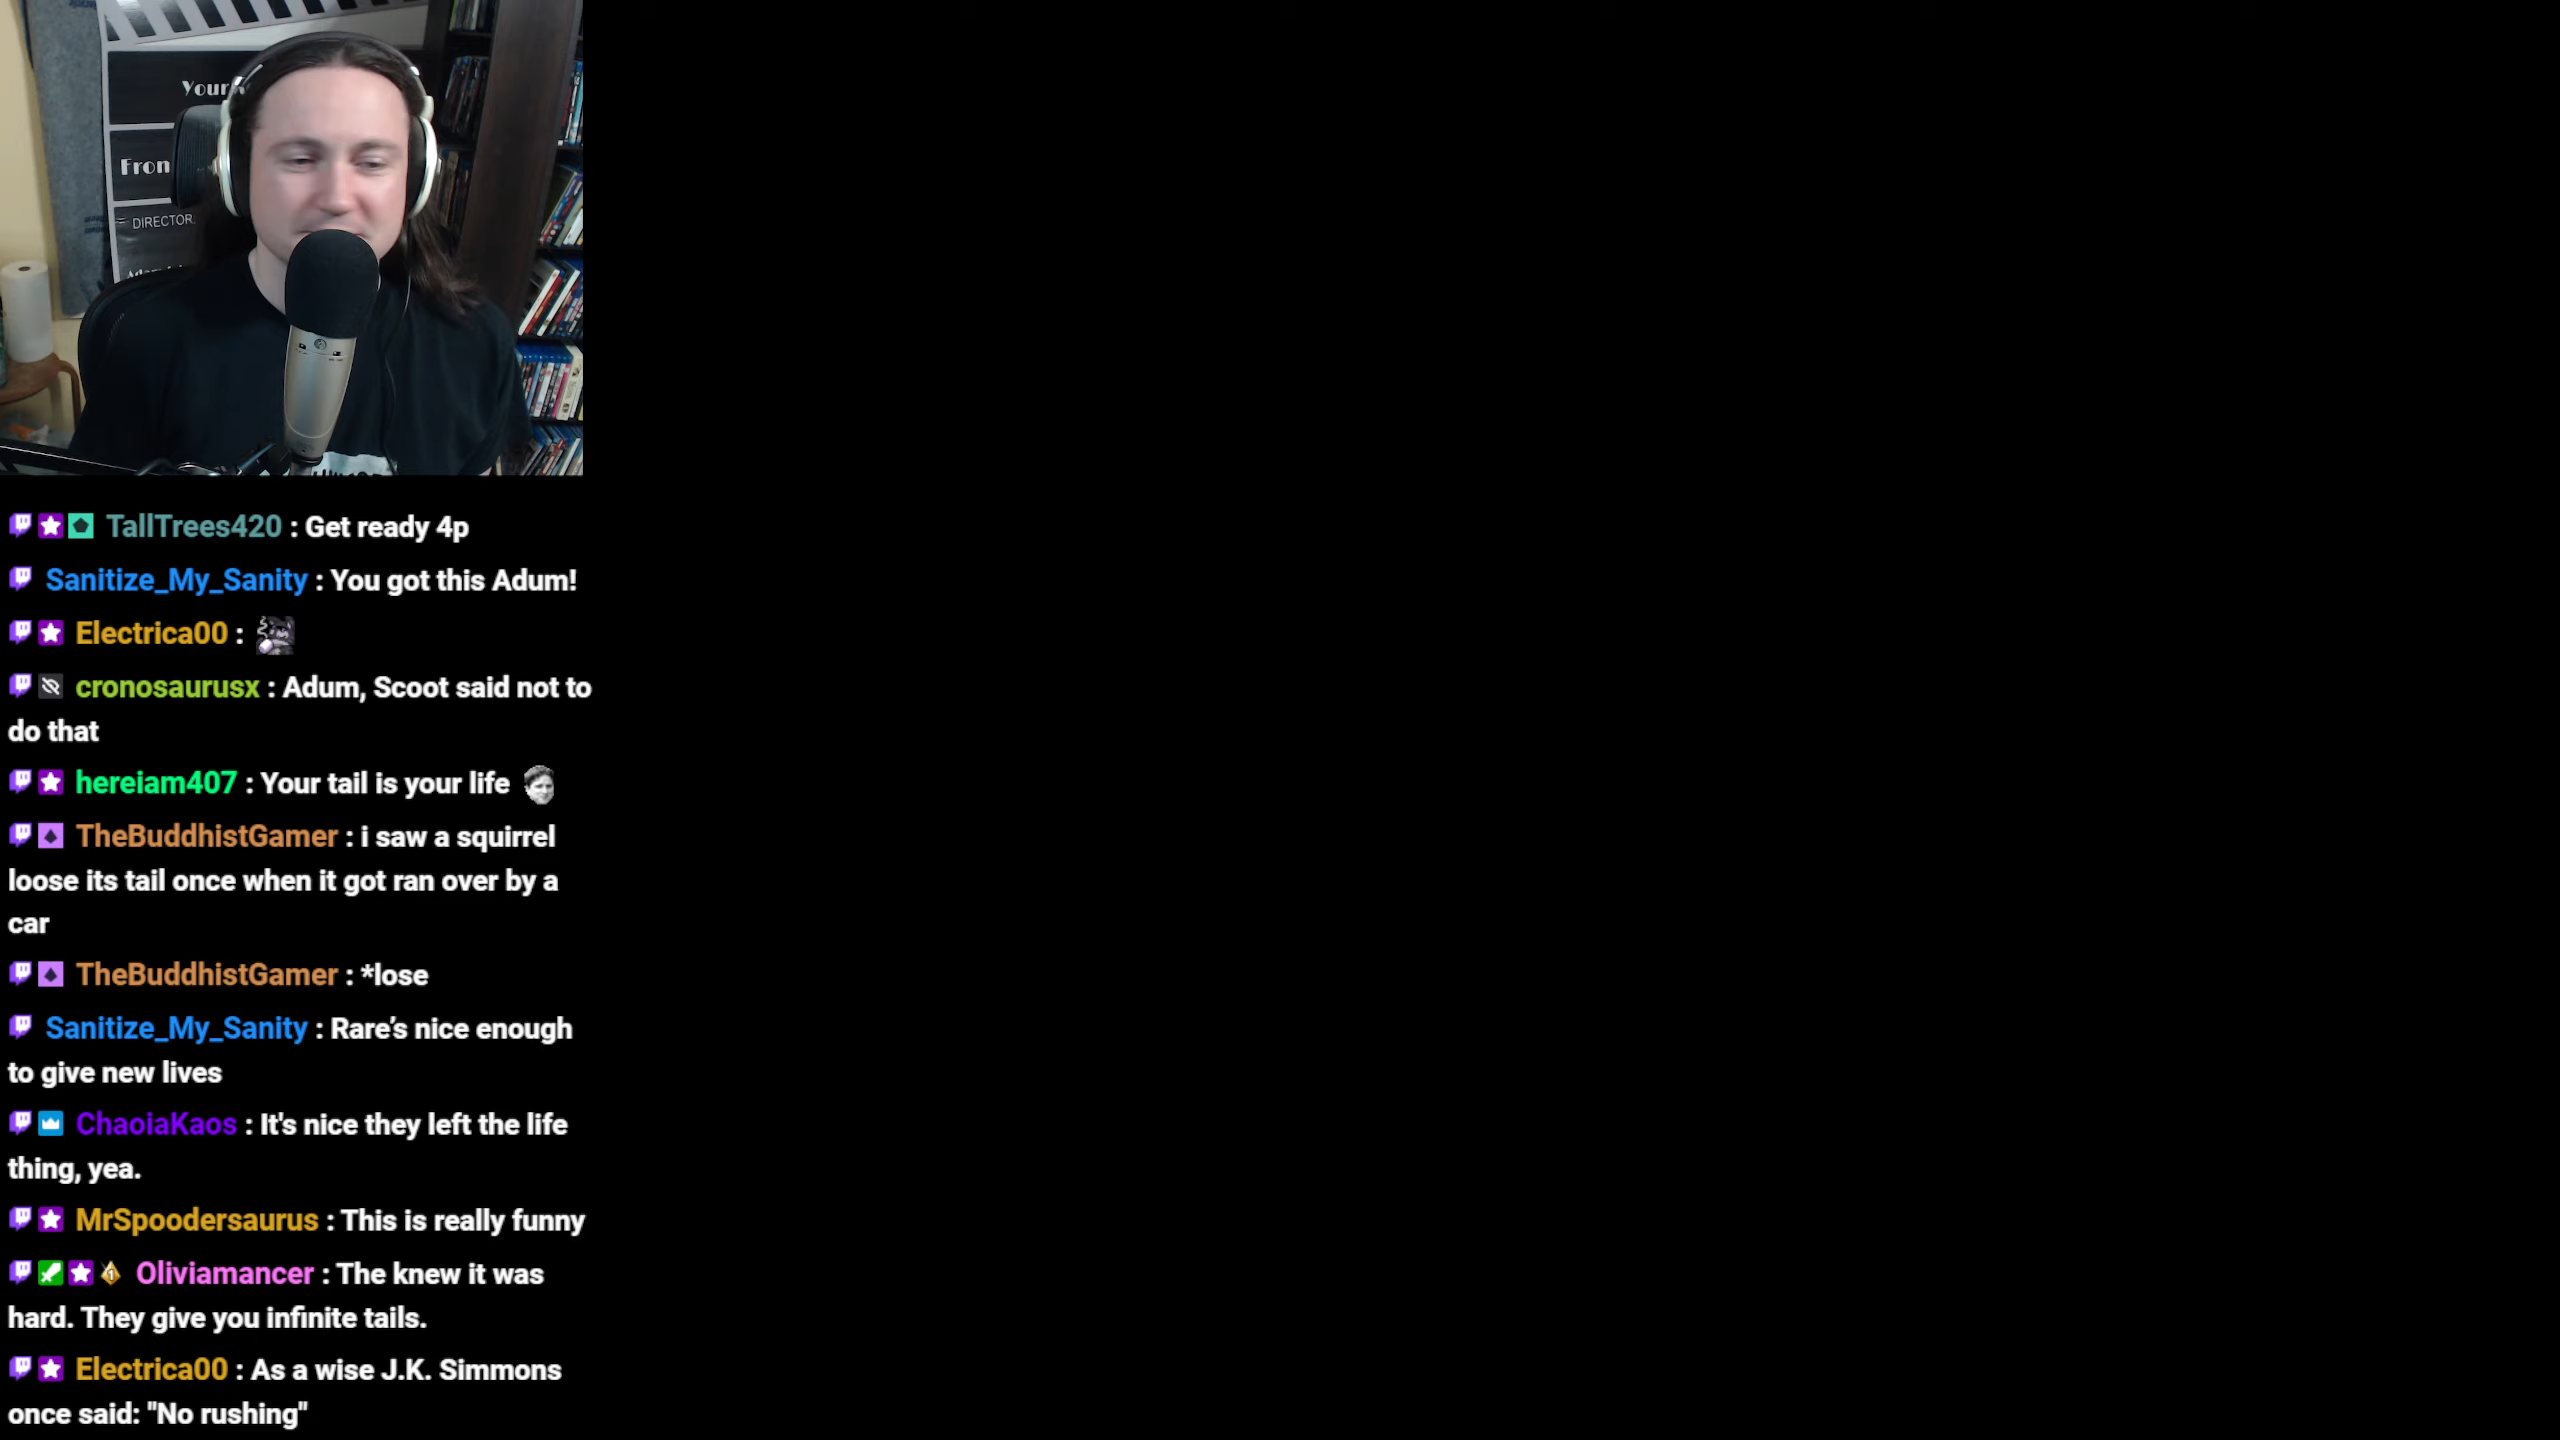 Your
Fron
DIRECTOR
TallTrees420 : Get ready 4p
Sanitize_My_Sanity : You got this Adum!
Electrica00 :
cronosaurusx : Adum, Scoot said not to
do that
hereiam407 : Your tail is your life
TheBuddhistGamer : i saw a squirrel
loose its tail once when it got ran over by a
car
TheBuddhistGamer : *lose
Sanitize_My_Sanity : Rare’s nice enough
to give new lives
ChaoiaKaos : It's nice they left the life
thing, yea.
MrSpoodersaurus : This is really funny
Oliviamancer : The knew it was
hard. They give you infinite tails.
Electrica00 : As a wise J.K. Simmons
once said: "No rushing"